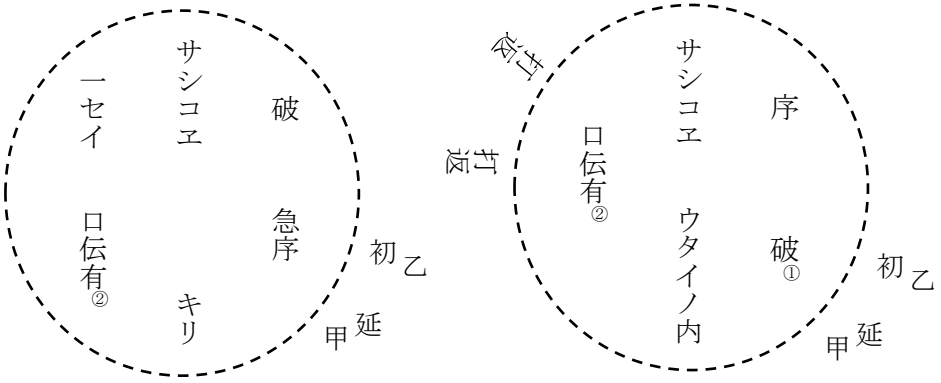 序　破①
サシコヱ　ウタイノ内
口伝有②
初乙
延甲
打返
打返
破　急序
サシコヱ　キリ
一セイ　口伝有②
初乙
延甲